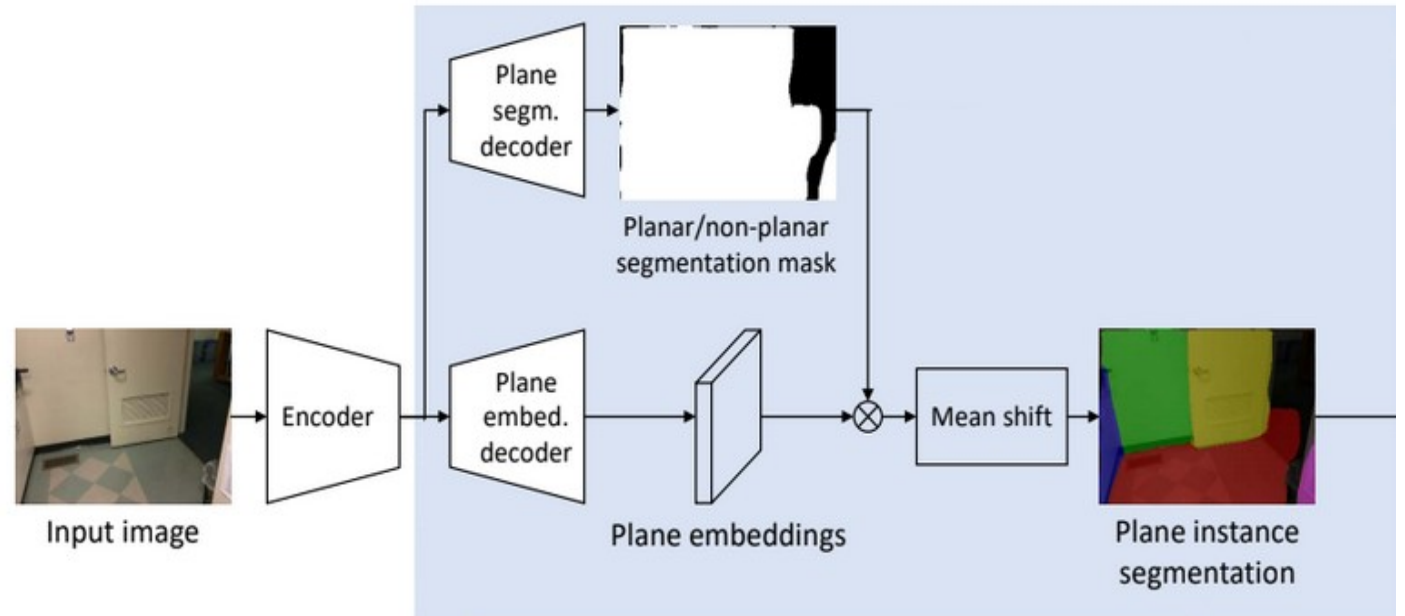 Plane
segm.
decoder
Planar/non-planar
segmentation mask
Input image
Encoder
Plane
embed.
decoder
Plane embeddings
Mean shift
Plane instance
segmentation